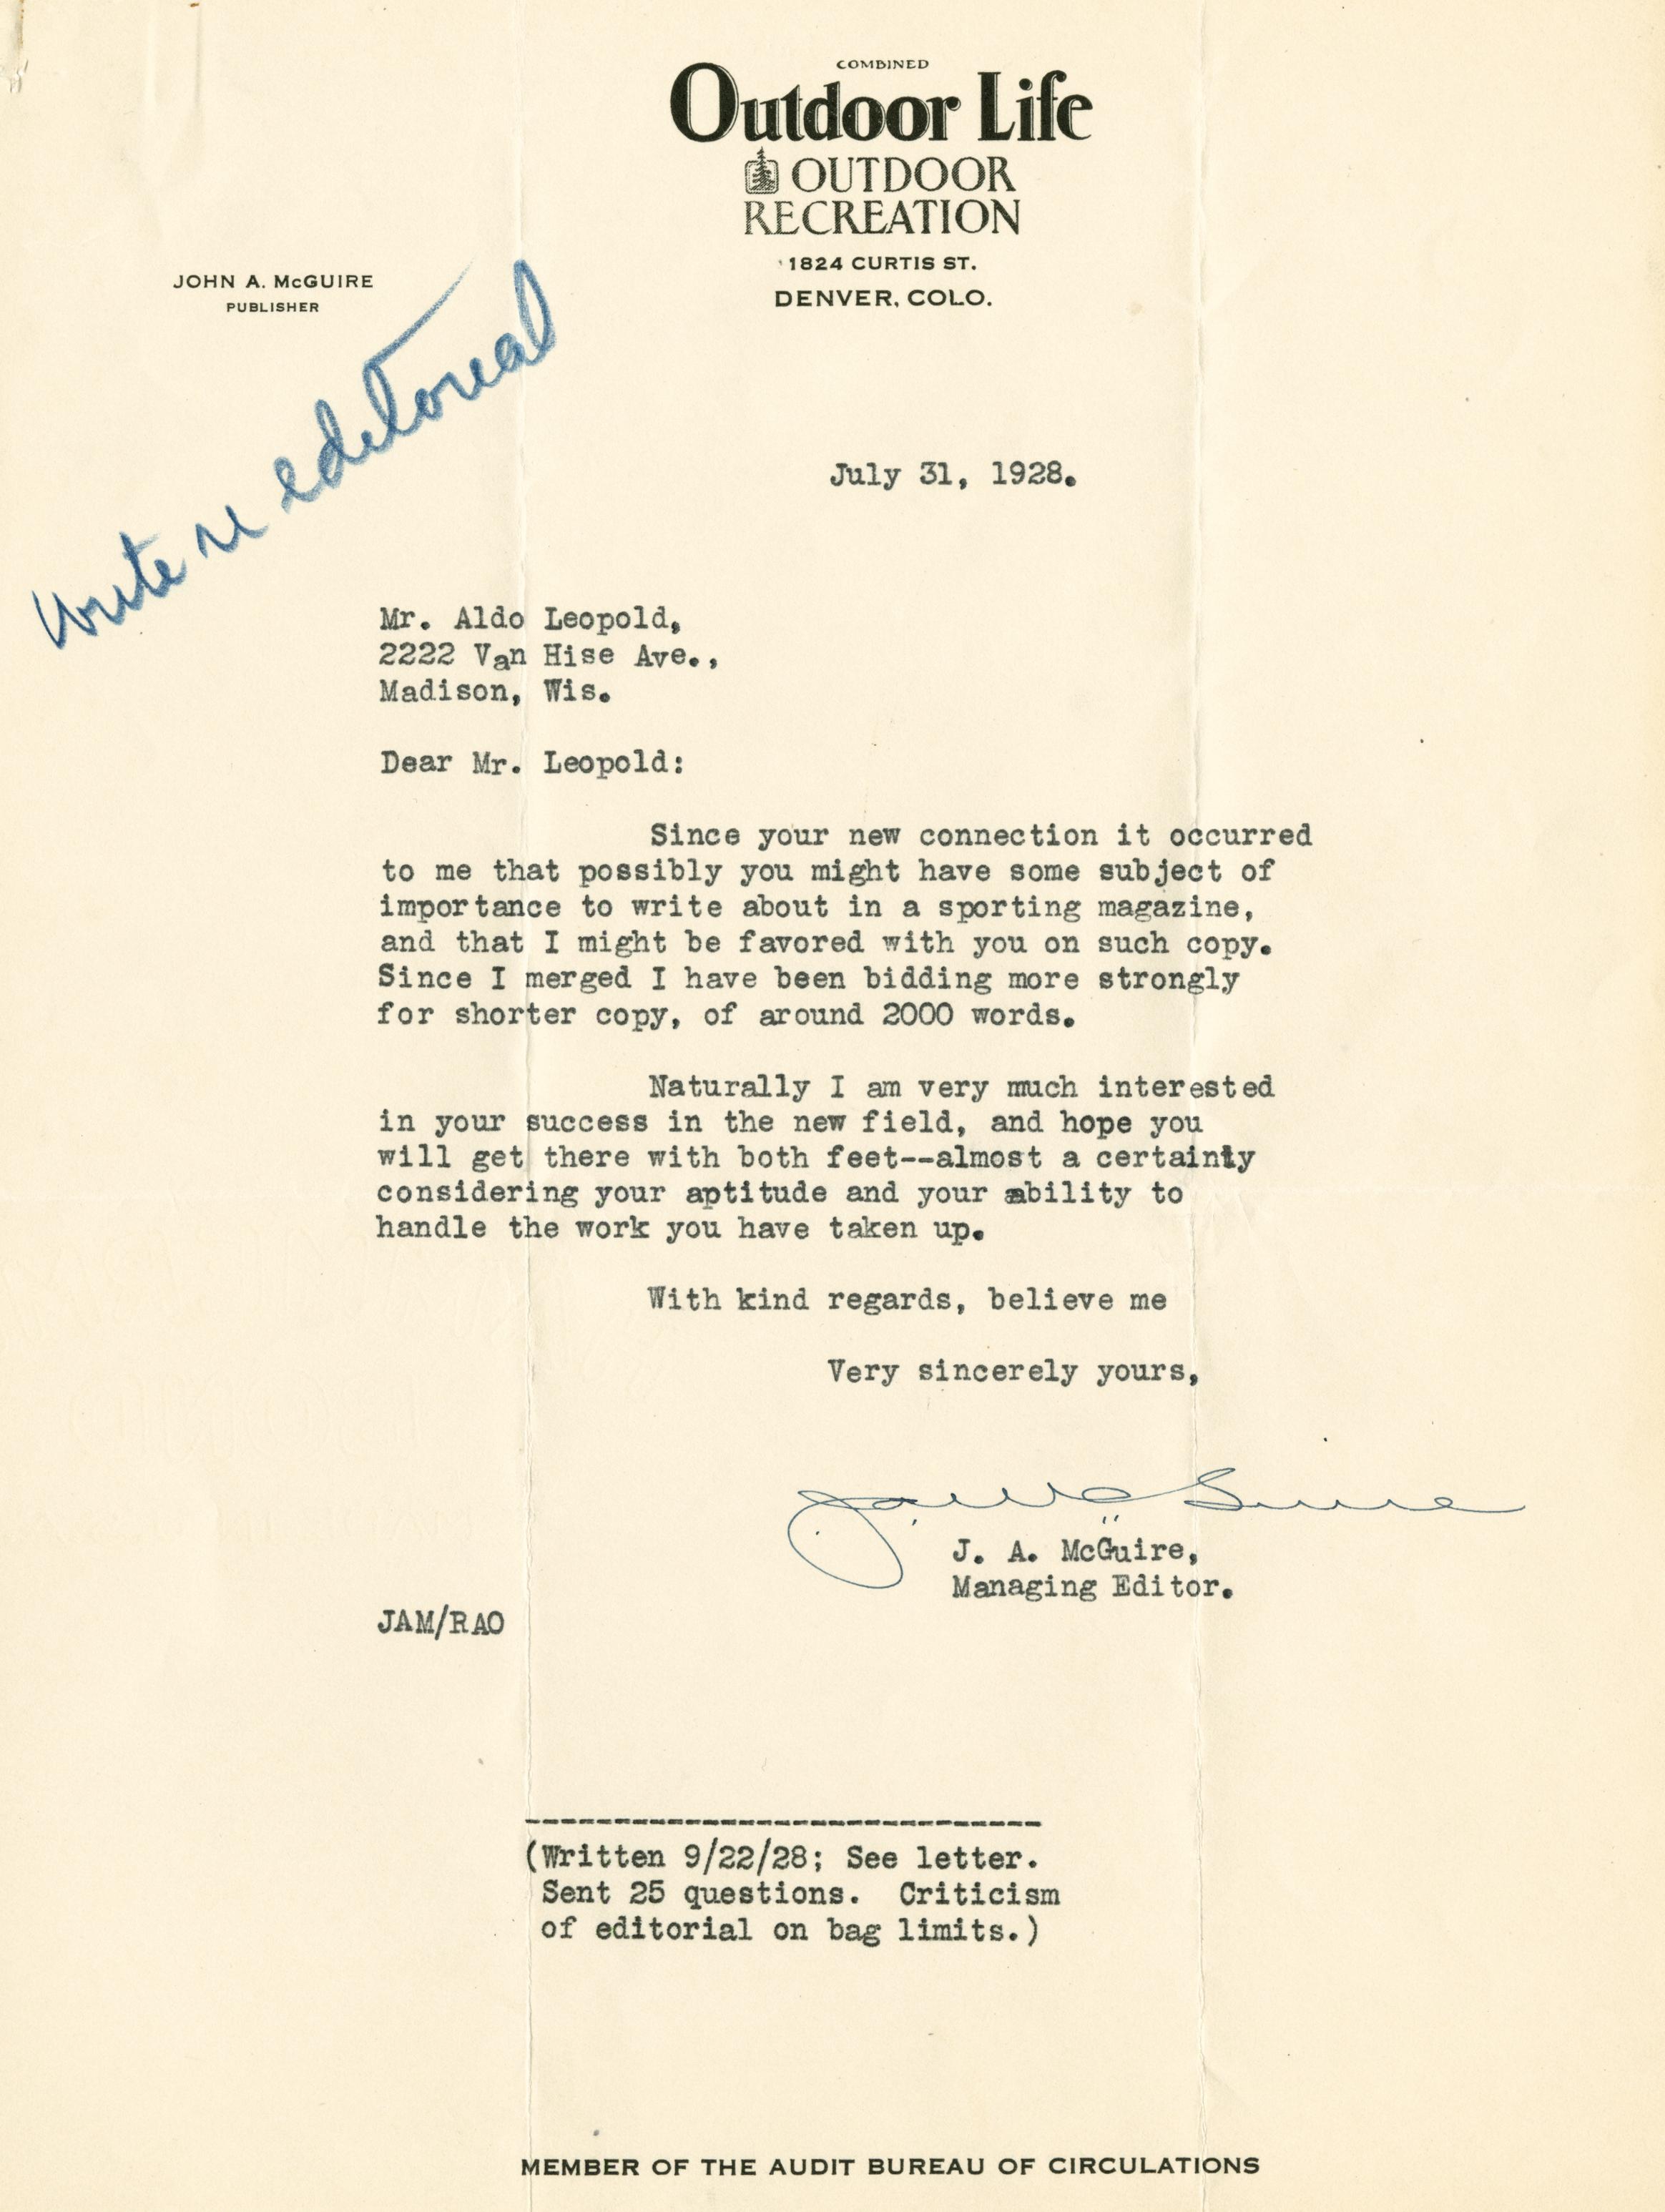 COMBINED
Outdoor Life
OUTDOOR
RECREATION
1824 CURTIS ST.
DENVER, COLO.
JOHN A. McGUIRE
PUBLISHER
Write re editorial
July 31, 1928.
Mr. Aldo Leopold,
2222 Van Hise Ave.,
Madison, Wis.
Dear Mr. Leopold:
Since your new connection it occurred
to me that possibly you might have some subject of
importance to write about in a sporting magazine,
and that I might be favored with you on such copy.
Since I merged I have been bidding more strongly
for shorter copy, of around 2000 words.
Naturally I am very much interested
in your success in the new field, and hope you
will get there with both feet--almost a certainty
considering your aptitude and your ability to
handle the work you have taken up.
With kind regards, believe me
Very sincerely yours,
J. A. McGuire
J. A. McGuire,
Managing Editor.
JAM/RAO
-----------------------------
(Written 9/22/28; See letter.
Sent 25 questions. Criticism
of editorial on bag limits.)
MEMBER OF THE AUDIT BUREAU OF CIRCULATIONS